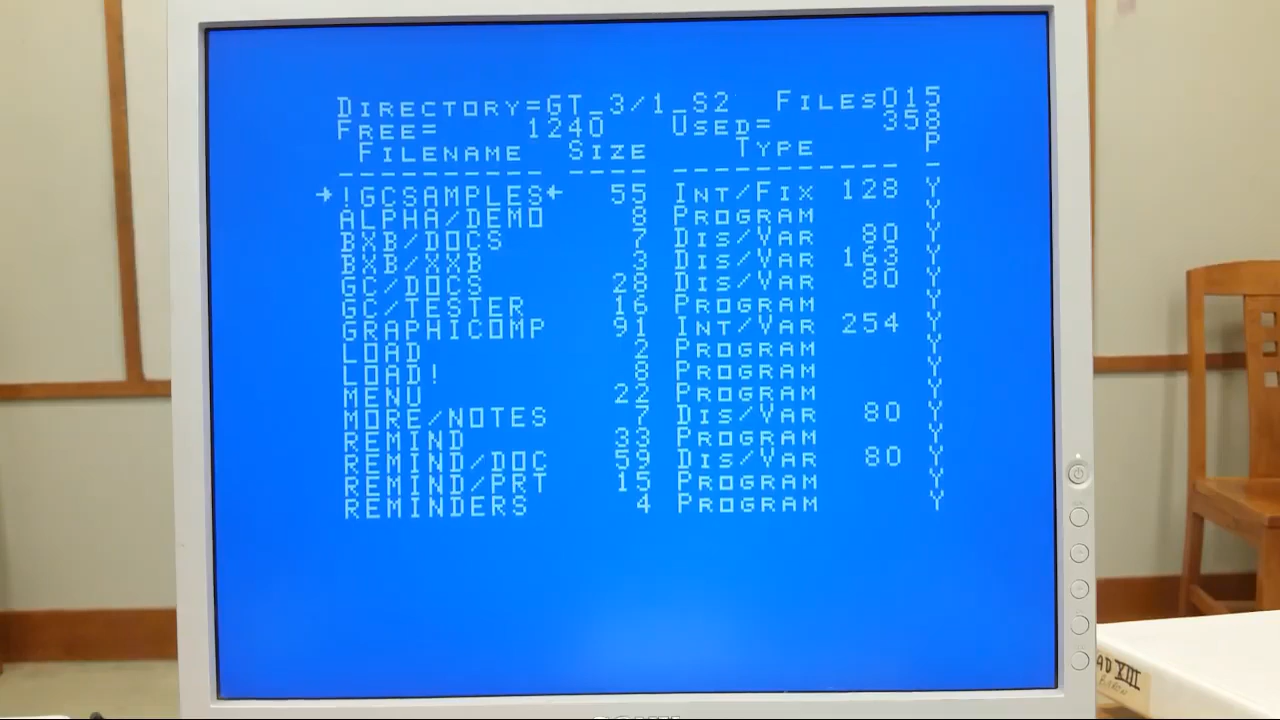 Directory=GT_3/1_S2 Files015
Free= 1240 Used= 358
Filename Size Type P
---------- ---- ---------- -
→!GCSAMPLES← 55 Int/Fix 128 Y
ALPHA/DEMO 8 Program Y
BXB/DOCS 7 Dis/Var 80 Y
BXB/XXB 3 Dis/Var 163 Y
GC/DOCS 28 Dis/Var 80 Y
GC/TESTER 16 Program Y
GRAPHICOMP 91 Int/Var 254 Y
LOAD 2 Program Y
LOAD! 8 Program Y
MENU 22 Program Y
MORE/NOTES 7 Dis/Var 80 Y
REMIND 33 Program Y
REMIND/DOC 59 Dis/Var 80 Y
REMIND/PRT 15 Program Y
REMINDERS 4 Program Y
AD XIII